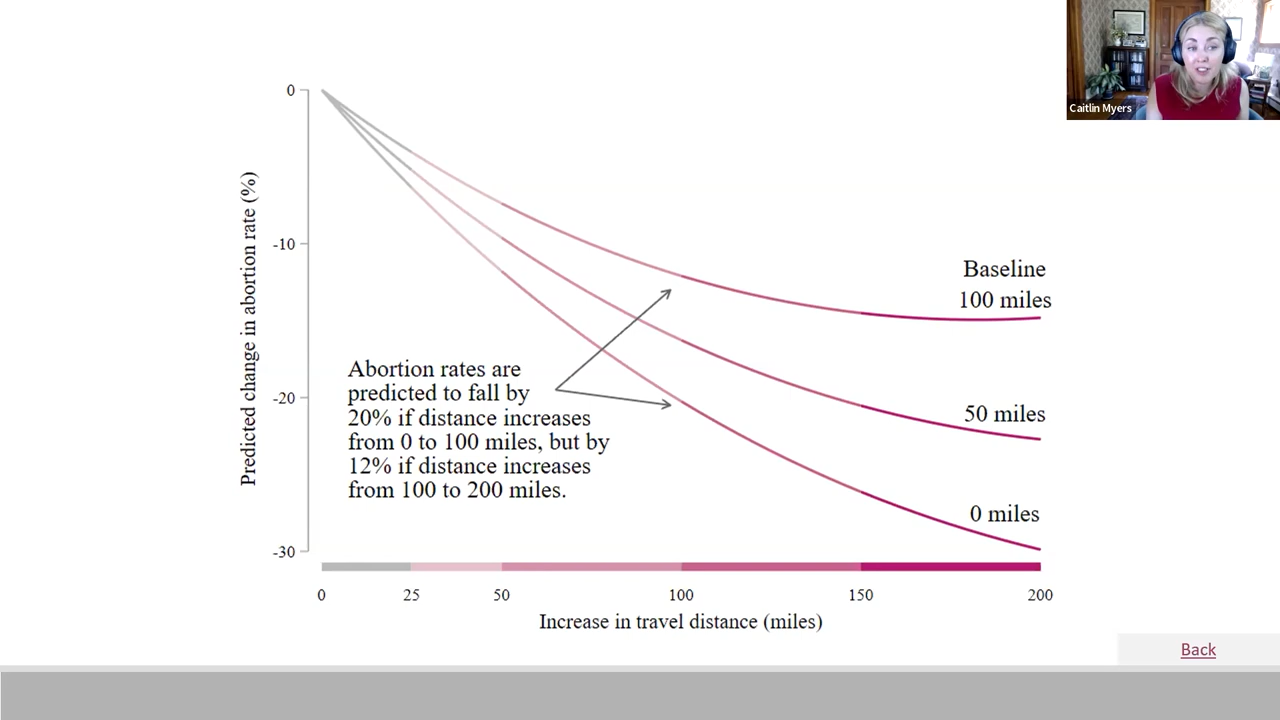 Caitlin Myers
Predicted change in abortion rate (%)
0
-10
-20
-30
Baseline
100 miles
50 miles
0 miles
Abortion rates are
predicted to fall by
20% if distance increases
from 0 to 100 miles, but by
12% if distance increases
from 100 to 200 miles.
0
25
50
100
150
200
Increase in travel distance (miles)
Back